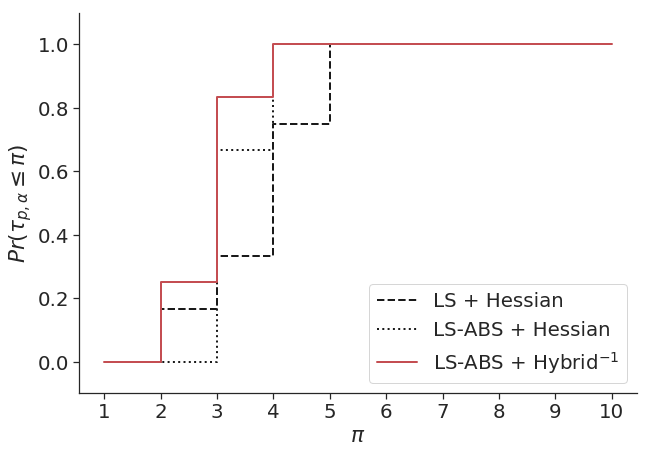 1.0
0.8
0.6
0.4
0.2
0.0
Pr(τp,α ≤ π)
1 2 3 4 5 6 7 8 9 10
π
LS + Hessian
LS-ABS + Hessian
LS-ABS + Hybrid⁻¹